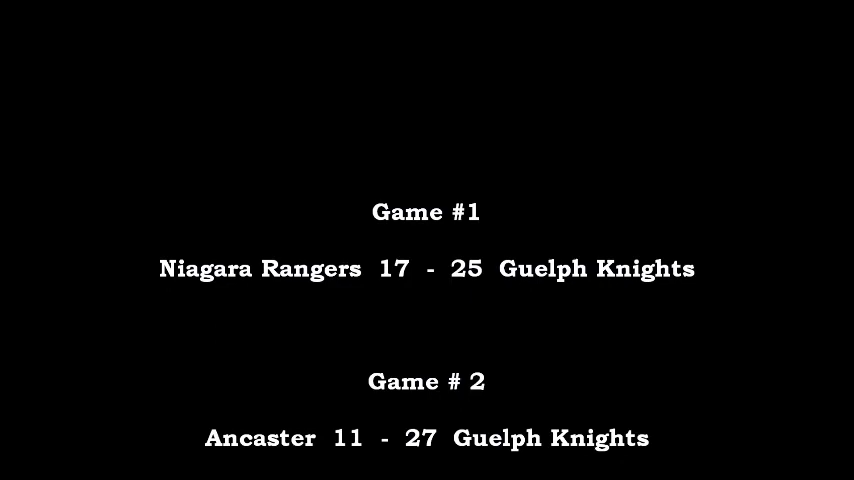 Game #1
Niagara Rangers 17 - 25 Guelph Knights
Game # 2
Ancaster 11 - 27 Guelph Knights